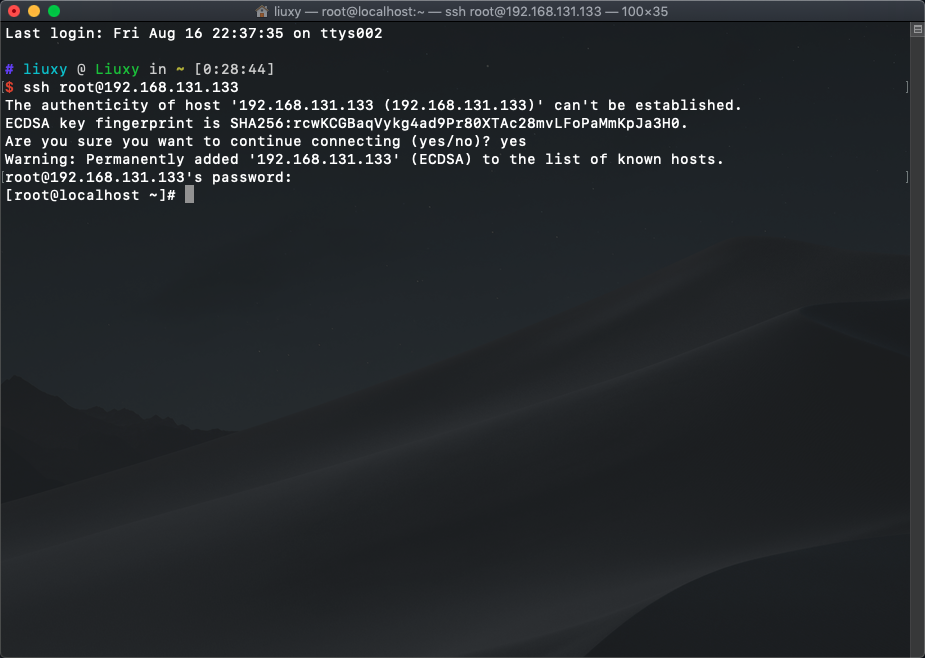 liuxy — root@localhost:~ — ssh root@192.168.131.133 — 100×35
Last login: Fri Aug 16 22:37:35 on ttys002
# liuxy @ Liuxy in ~ [0:28:44]
[$ ssh root@192.168.131.133 ]
The authenticity of host '192.168.131.133 (192.168.131.133)' can't be established.
ECDSA key fingerprint is SHA256:rcwKCGBaqVykg4ad9Pr80XTAc28mvLFoPaMmKpJa3H0.
Are you sure you want to continue connecting (yes/no)? yes
Warning: Permanently added '192.168.131.133' (ECDSA) to the list of known hosts.
[root@192.168.131.133's password: ]
[root@localhost ~]#